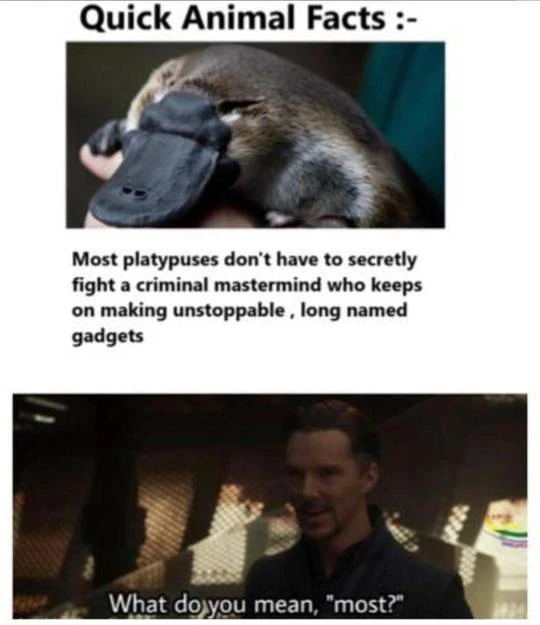 Quick Animal Facts :-
Most platypuses don't have to secretly
fight a criminal mastermind who keeps
on making unstoppable , long named
gadgets
What do you mean, "most?"